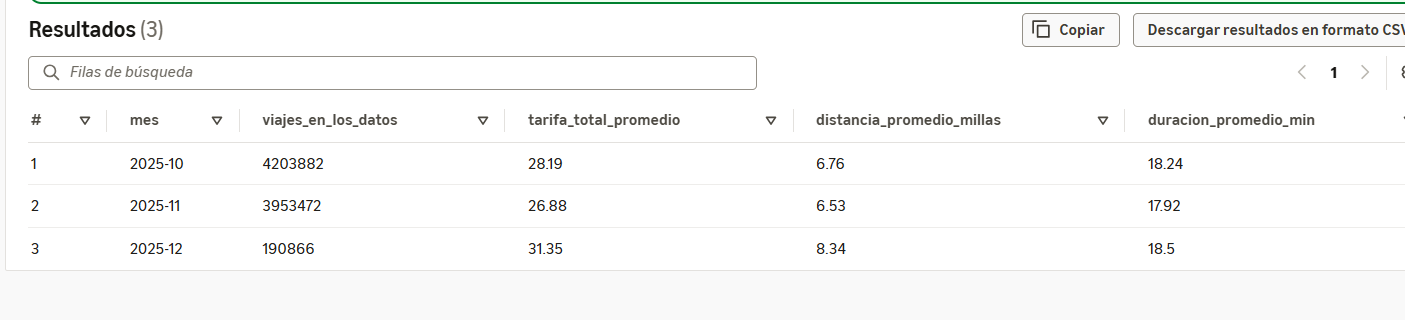 Resultados (3)
Copiar
Descargar resultados en formato CSV
Filas de búsqueda
1
# mes viajes_en_los_datos tarifa_total_promedio distancia_promedio_millas duracion_promedio_min
1 2025-10 4203882 28.19 6.76 18.24
2 2025-11 3953472 26.88 6.53 17.92
3 2025-12 190866 31.35 8.34 18.5